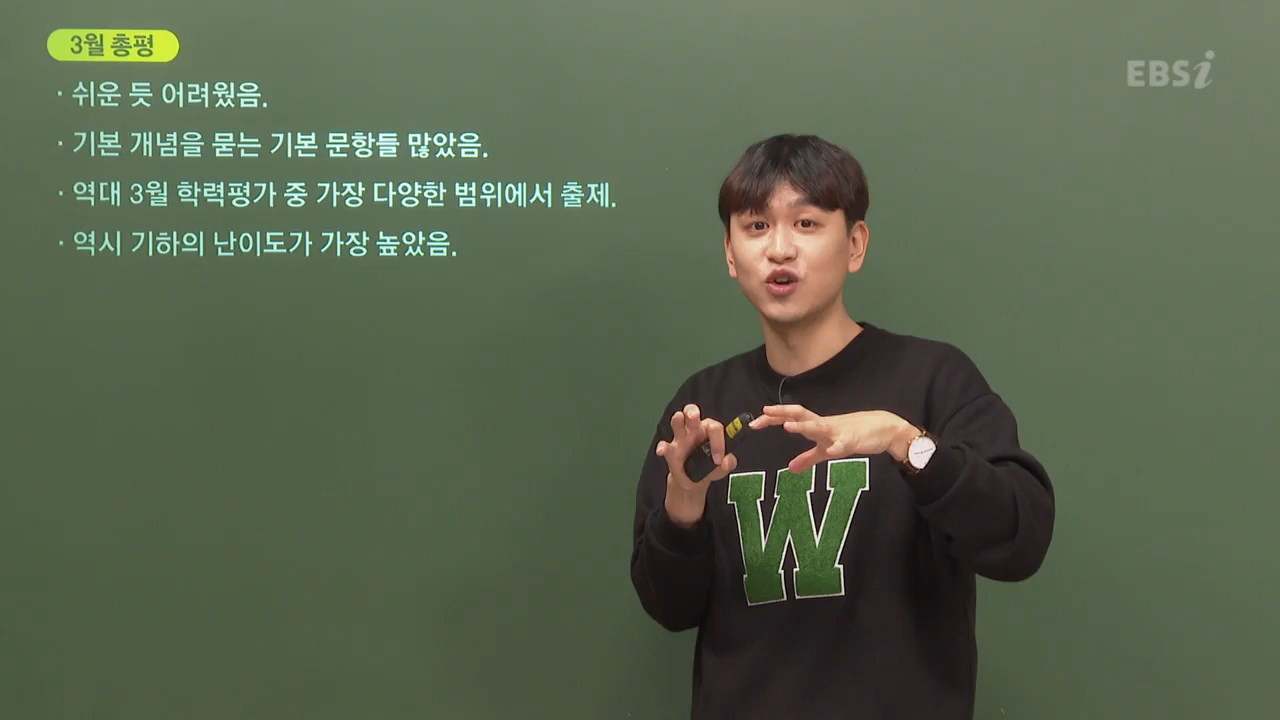 3월 총평
· 쉬운 듯 어려웠음.
· 기본 개념을 묻는 기본 문항들 많았음.
· 역대 3월 학력평가 중 가장 다양한 범위에서 출제.
· 역시 기하의 난이도가 가장 높았음.
EBSi
W